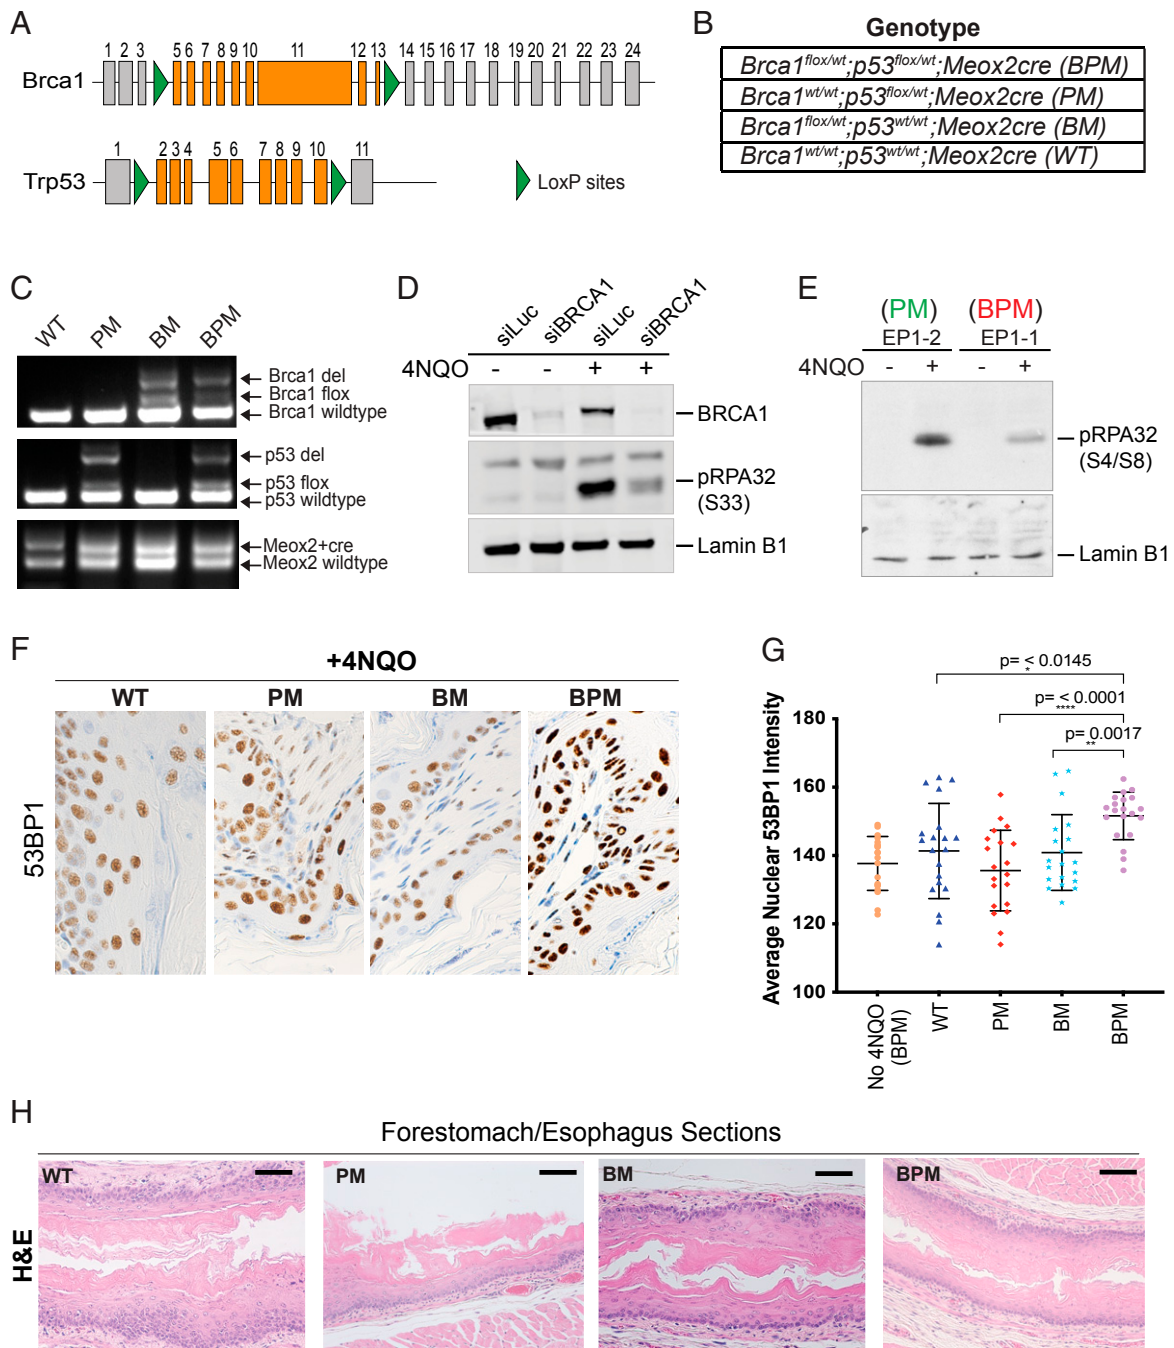 A
1 2 3 5 6 7 8 9 10 11 12 13 14 15 16 17 18 19 20 21 22 23 24
Brca1
1 2 3 4 5 6 7 8 9 10 11
Trp53
LoxP sites
B
Genotype
Brca1flox/wt;p53flox/wt;Meox2cre (BPM)
Brca1wt/wt;p53flox/wt;Meox2cre (PM)
Brca1flox/wt;p53wt/wt;Meox2cre (BM)
Brca1wt/wt;p53wt/wt;Meox2cre (WT)
C
WT PM BM BPM
Brca1 del
Brca1 flox
Brca1 wildtype
p53 del
p53 flox
p53 wildtype
Meox2+cre
Meox2 wildtype
D
siLuc siBRCA1 siLuc siBRCA1
4NQO - - + +
BRCA1
pRPA32
(S33)
Lamin B1
E
(PM) (BPM)
EP1-2 EP1-1
4NQO - + - +
pRPA32
(S4/S8)
Lamin B1
F
+4NQO
WT PM BM BPM
53BP1
G
p= < 0.0145
*
p= < 0.0001
****
p= 0.0017
**
Average Nuclear 53BP1 Intensity
180
160
140
120
100
No 4NQO
(BPM)
WT
PM
BM
BPM
H
Forestomach/Esophagus Sections
H&E
WT PM BM BPM